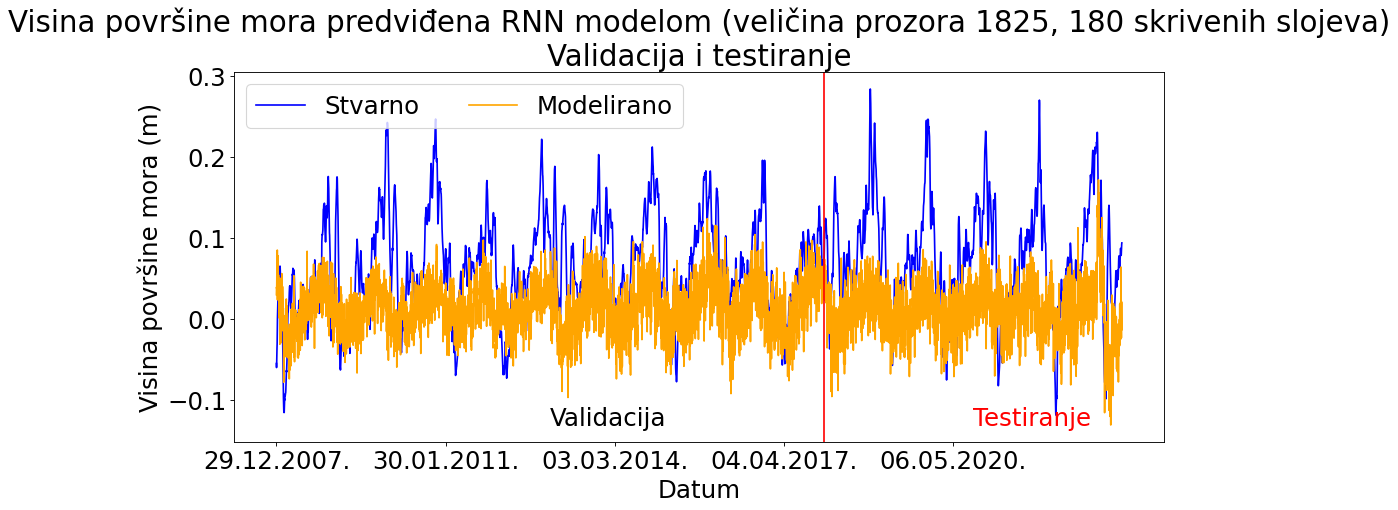 Visina površine mora predviđena RNN modelom (veličina prozora 1825, 180 skrivenih slojeva)
Validacija i testiranje
Stvarno
Modelirano
Visina površine mora (m)
0.3
0.2
0.1
0.0
−0.1
Validacija
Testiranje
29.12.2007.
30.01.2011.
03.03.2014.
04.04.2017.
06.05.2020.
Datum